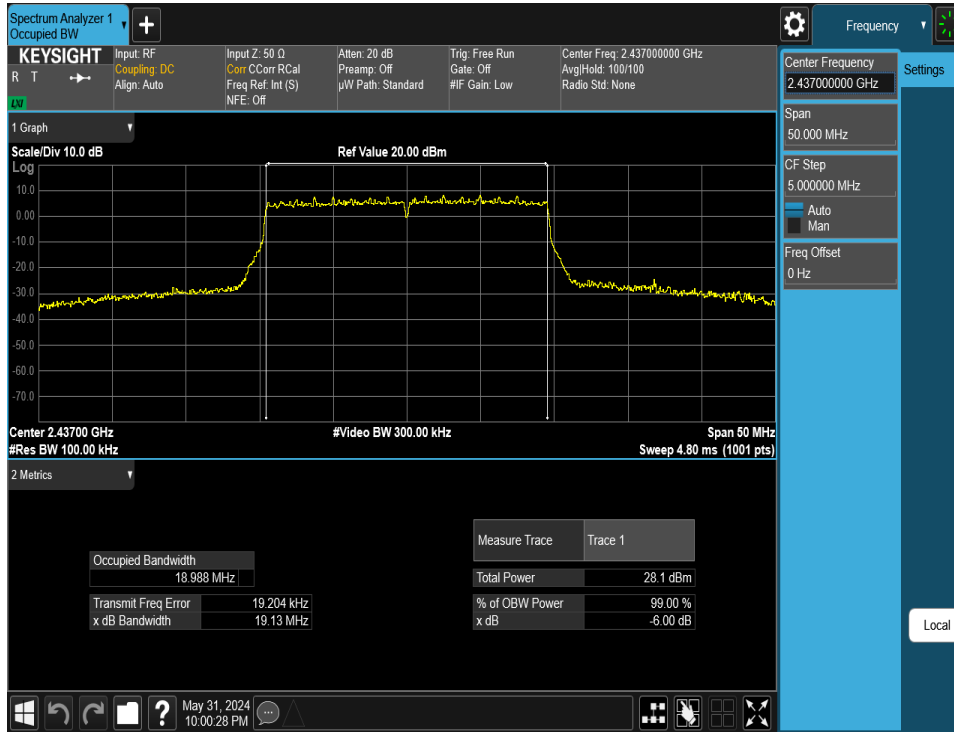 Spectrum Analyzer 1
Occupied BW
Frequency
KEYSIGHT
R T
LXI
Input: RF
Coupling: DC
Align: Auto
Input Z: 50 Ω
Corr CCorr RCal
Freq Ref: Int (S)
NFE: Off
Atten: 20 dB
Preamp: Off
µW Path: Standard
Trig: Free Run
Gate: Off
#IF Gain: Low
Center Freq: 2.437000000 GHz
Avg|Hold: 100/100
Radio Std: None
Center Frequency
2.437000000 GHz
Settings
Span
50.000 MHz
CF Step
5.000000 MHz
Auto
Man
Freq Offset
0 Hz
Local
1 Graph
Scale/Div 10.0 dB
Ref Value 20.00 dBm
Log
10.0
0.00
-10.0
-20.0
-30.0
-40.0
-50.0
-60.0
-70.0
Center 2.43700 GHz
#Video BW 300.00 kHz
Span 50 MHz
#Res BW 100.00 kHz
Sweep 4.80 ms (1001 pts)
2 Metrics
Measure Trace Trace 1
Occupied Bandwidth
18.988 MHz
Total Power 28.1 dBm
Transmit Freq Error 19.204 kHz
% of OBW Power 99.00 %
x dB Bandwidth 19.13 MHz
x dB -6.00 dB
?
May 31, 2024
10:00:28 PM